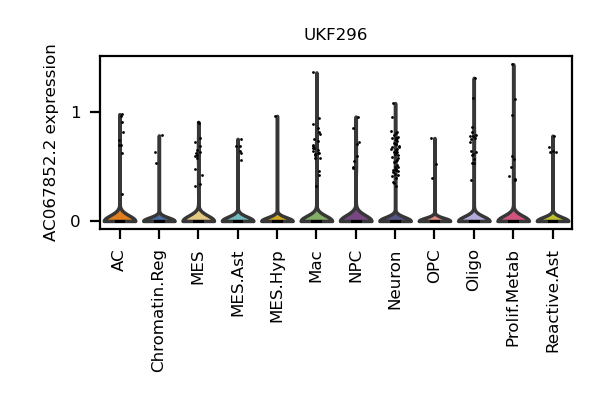 UKF296
AC067852.2 expression
1
0
AC
Chromatin.Reg
MES
MES.Ast
MES.Hyp
Mac
NPC
Neuron
OPC
Oligo
Prolif.Metab
Reactive.Ast